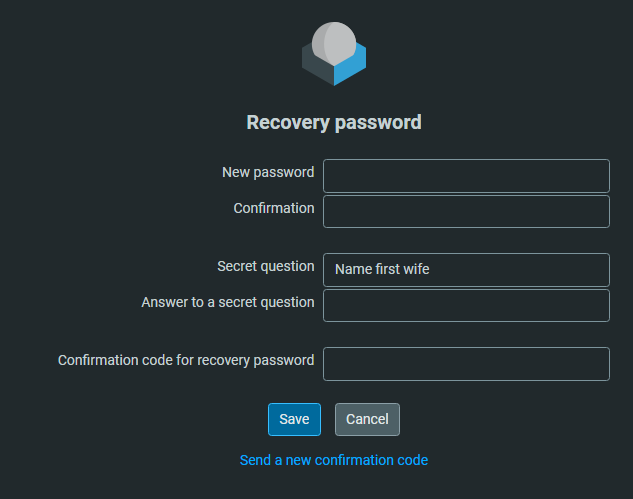 Recovery password
New password
Confirmation
Secret question Name first wife
Answer to a secret question
Confirmation code for recovery password
Save Cancel
Send a new confirmation code